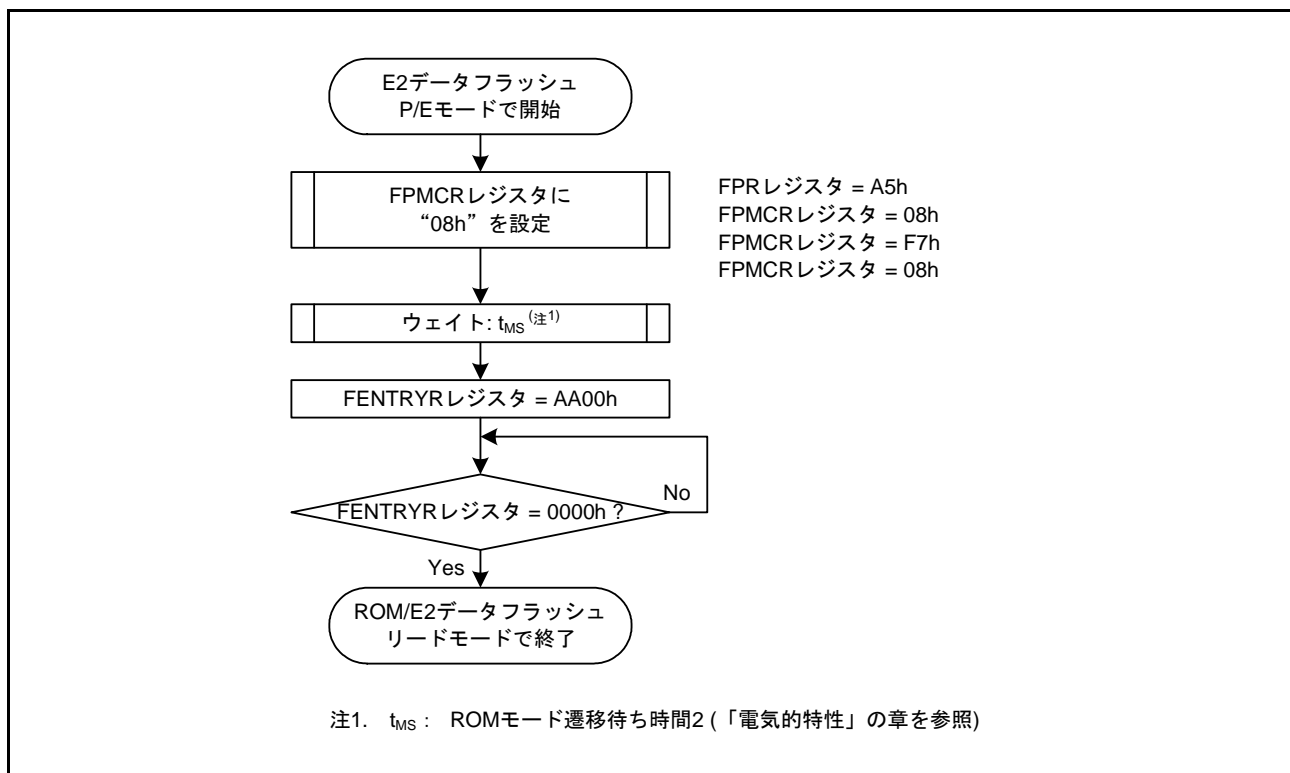 E2データフラッシュ
P/Eモードで開始
FPMCRレジスタに
“08h”を設定
FPRレジスタ = A5h
FPMCRレジスタ = 08h
FPMCRレジスタ = F7h
FPMCRレジスタ = 08h
ウェイト: tMS (注1)
FENTRYRレジスタ = AA00h
FENTRYRレジスタ = 0000h ?
No
Yes
ROM/E2データフラッシュ
リードモードで終了
注1. tMS : ROMモード遷移待ち時間2 (「電気的特性」の章を参照)